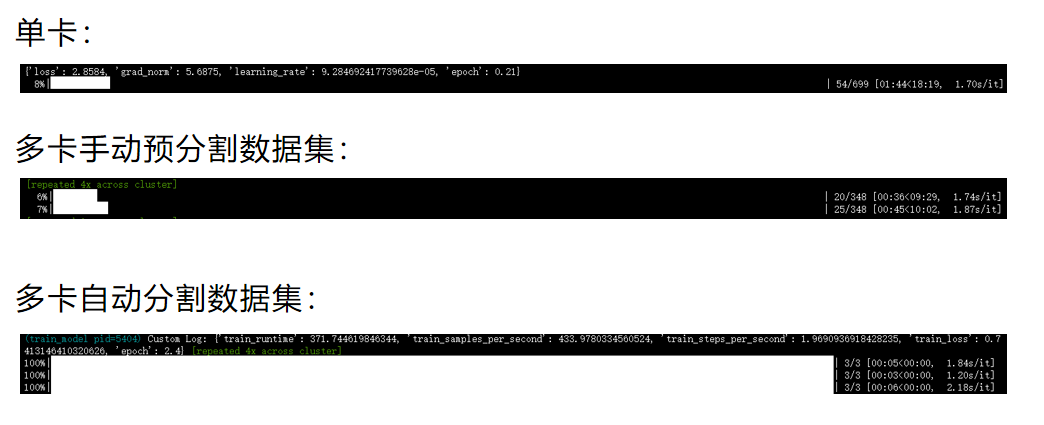 单卡：
{'loss': 2.8584, 'grad_norm': 5.6875, 'learning_rate': 9.284692417739628e-05, 'epoch': 0.21}
8%| | 54/699 [01:44<18:19, 1.70s/it]
多卡手动预分割数据集：
[repeated 4x across cluster]
6%| | 20/348 [00:36<09:29, 1.74s/it]
7%| | 25/348 [00:45<10:02, 1.87s/it]
多卡自动分割数据集：
(train_model pid=5404) Custom Log: {'train_runtime': 371.744619846344, 'train_samples_per_second': 433.9780334560524, 'train_steps_per_second': 1.9690936918428235, 'train_loss': 0.7
413146410320626, 'epoch': 2.4} [repeated 4x across cluster]
100%| | 3/3 [00:05<00:00, 1.84s/it]
100%| | 3/3 [00:03<00:00, 1.20s/it]
100%| | 3/3 [00:06<00:00, 2.18s/it]